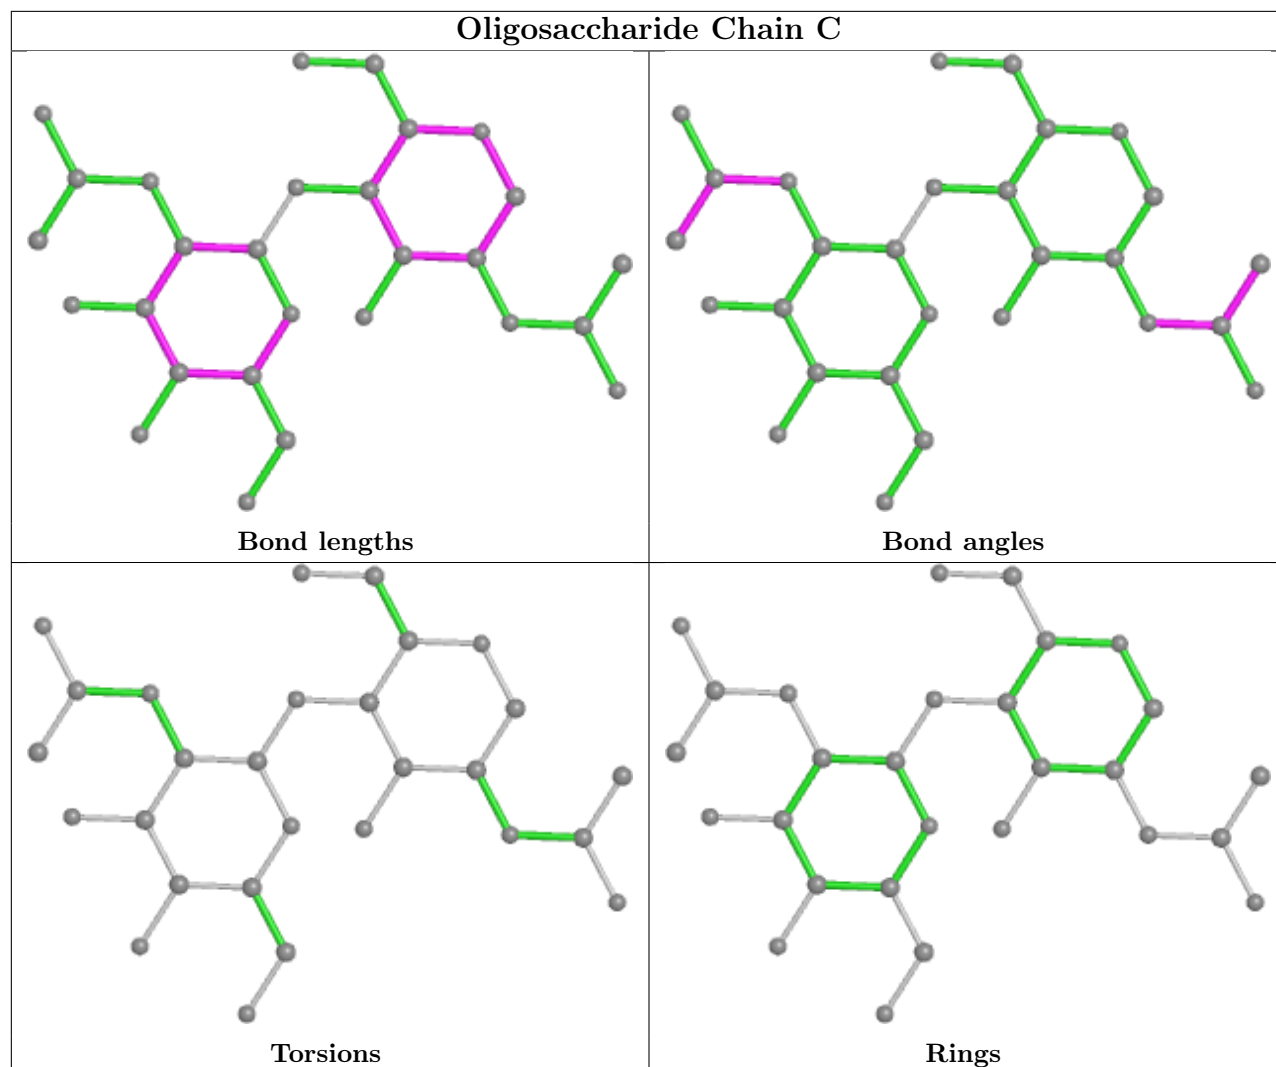 Oligosaccharide Chain C
Bond lengths
Bond angles
Torsions
Rings